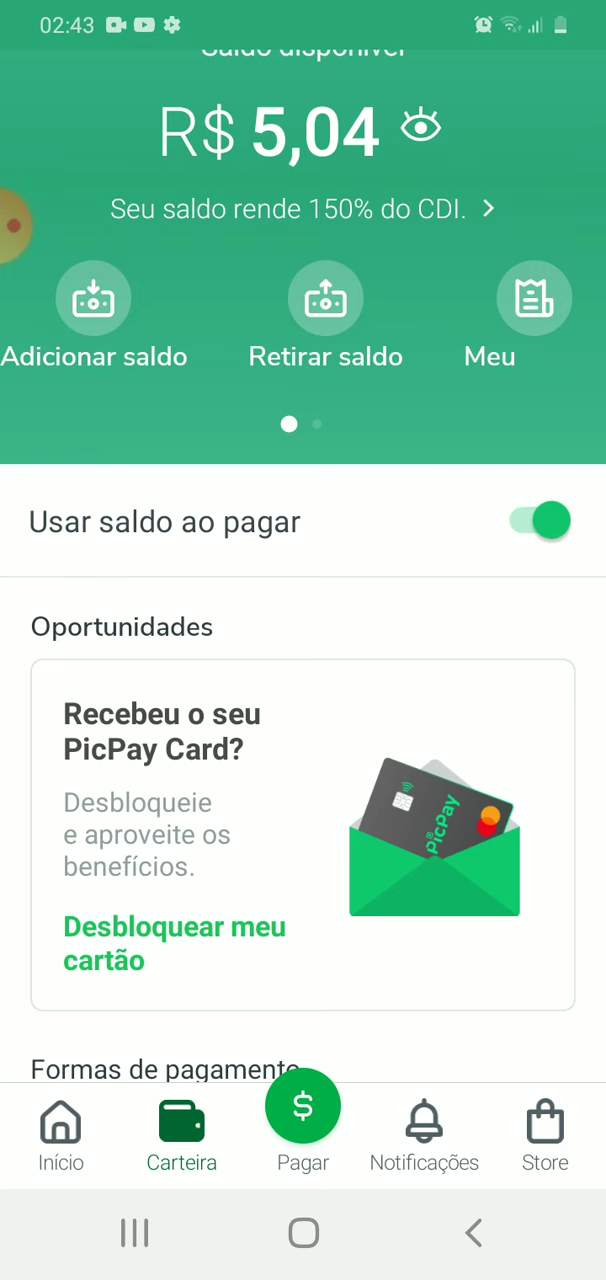 02:43
Saldo disponível
R$ 5,04
Seu saldo rende 150% do CDI.
Adicionar saldo
Retirar saldo
Meu
Usar saldo ao pagar
Oportunidades
Recebeu o seu
PicPay Card?
Desbloqueie
e aproveite os
benefícios.
PicPay
Desbloquear meu
cartão
Formas de pagamento
$
Início
Carteira
Pagar
Notificações
Store